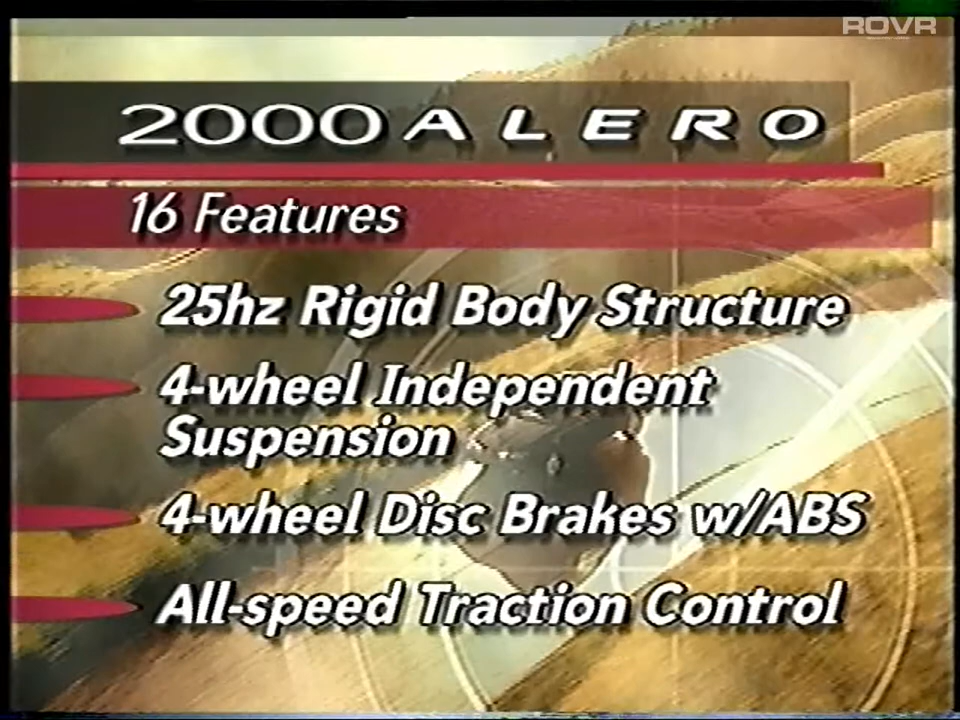 ROVR
2000 ALERO
16 Features
25hz Rigid Body Structure
4-wheel Independent
Suspension
4-wheel Disc Brakes w/ABS
All-speed Traction Control